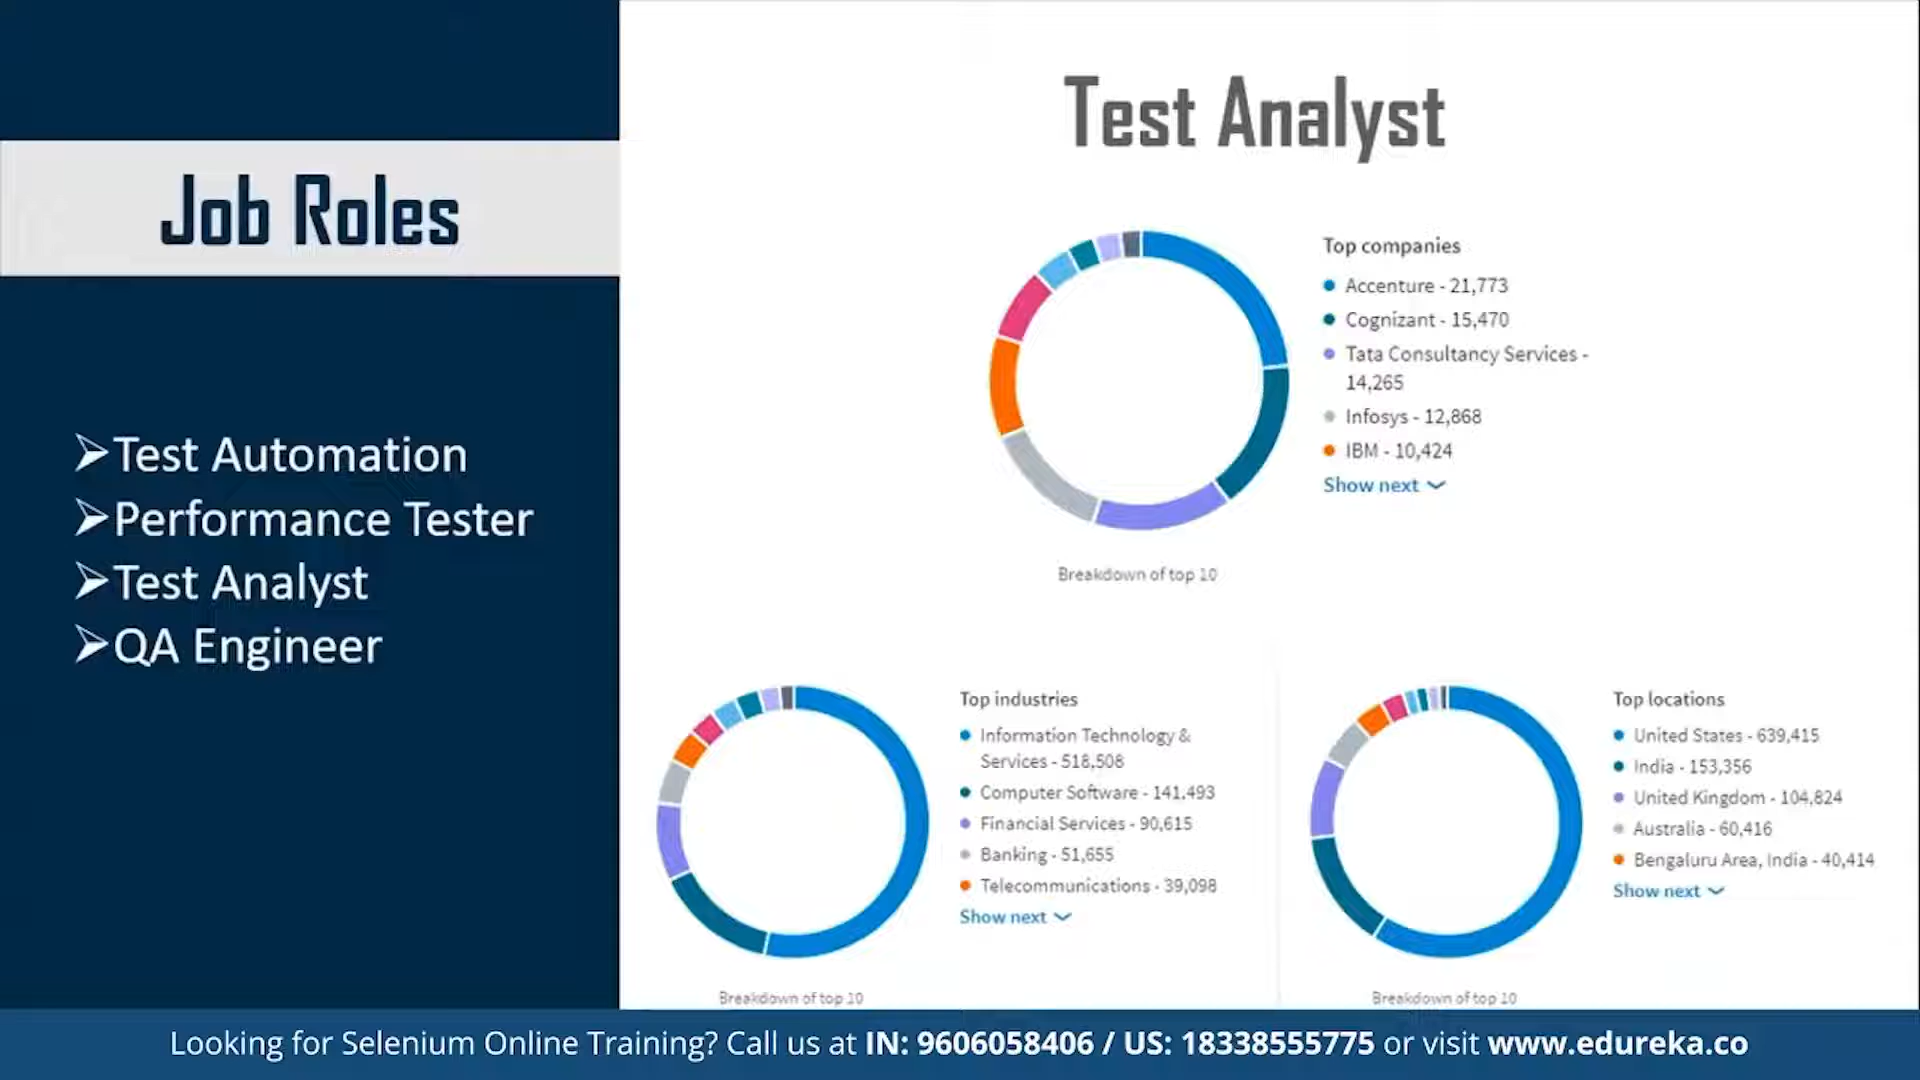 Job Roles
➢Test Automation
➢Performance Tester
➢Test Analyst
➢QA Engineer
Test Analyst
Top companies
Accenture - 21,773
Cognizant - 15,470
Tata Consultancy Services -
14,265
Infosys - 12,868
IBM - 10,424
Show next
Breakdown of top 10
Top industries
Information Technology &
Services - 518,508
Computer Software - 141,493
Financial Services - 90,615
Banking - 51,655
Telecommunications - 39,098
Show next
Breakdown of top 10
Top locations
United States - 639,415
India - 153,356
United Kingdom - 104,824
Australia - 60,416
Bengaluru Area, India - 40,414
Show next
Breakdown of top 10
Looking for Selenium Online Training? Call us at IN: 9606058406 / US: 18338555775 or visit www.edureka.co